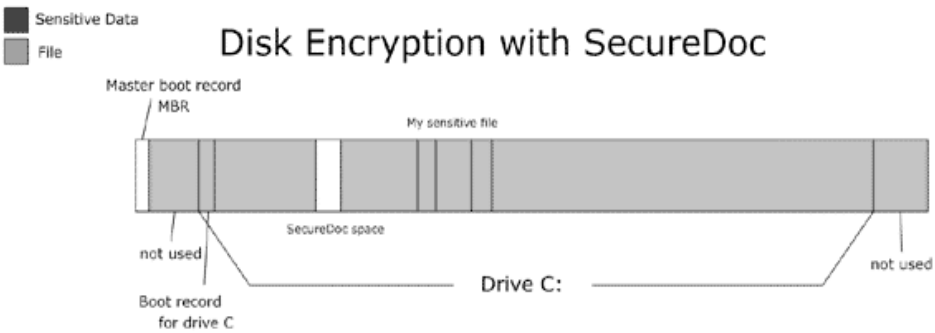 Sensitive Data
File
Disk Encryption with SecureDoc
Master boot record
MBR
My sensitive file
SecureDoc space
not used
Boot record
for drive C
Drive C:
not used